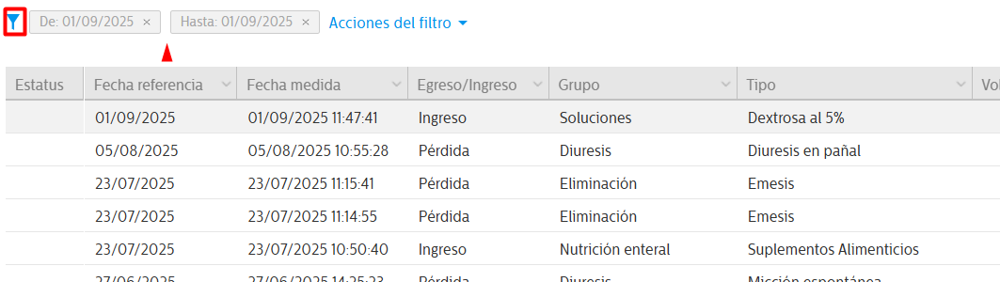 De: 01/09/2025 × Hasta: 01/09/2025 × Acciones del filtro
Estatus Fecha referencia Fecha medida Egreso/Ingreso Grupo Tipo Vol
01/09/2025 01/09/2025 11:47:41 Ingreso Soluciones Dextrosa al 5%
05/08/2025 05/08/2025 10:55:28 Pérdida Diuresis Diuresis en pañal
23/07/2025 23/07/2025 11:15:41 Pérdida Eliminación Emesis
23/07/2025 23/07/2025 11:14:55 Pérdida Eliminación Emesis
23/07/2025 23/07/2025 10:50:40 Ingreso Nutrición enteral Suplementos Alimenticios
27/06/2025 27/06/2025 14:25:23 Pérdida Diuresis Micción espontánea